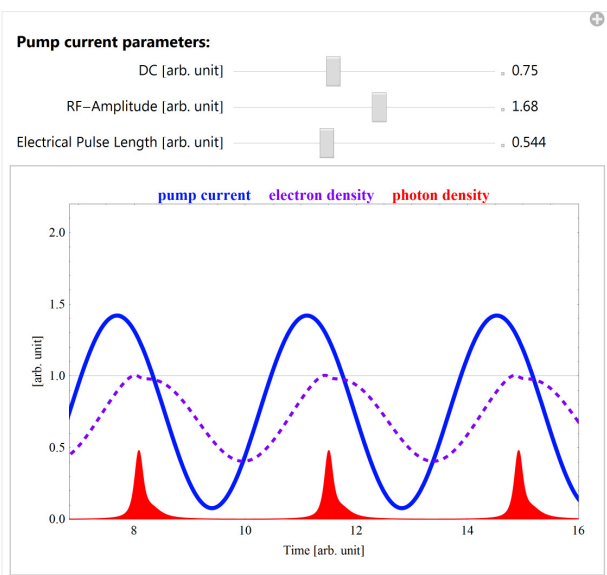 Pump current parameters:
DC [arb. unit] 0.75
RF−Amplitude [arb. unit] 1.68
Electrical Pulse Length [arb. unit] 0.544
pump current electron density photon density
2.0
1.5
1.0
0.5
0.0
[arb. unit]
8 10 12 14 16
Time [arb. unit]